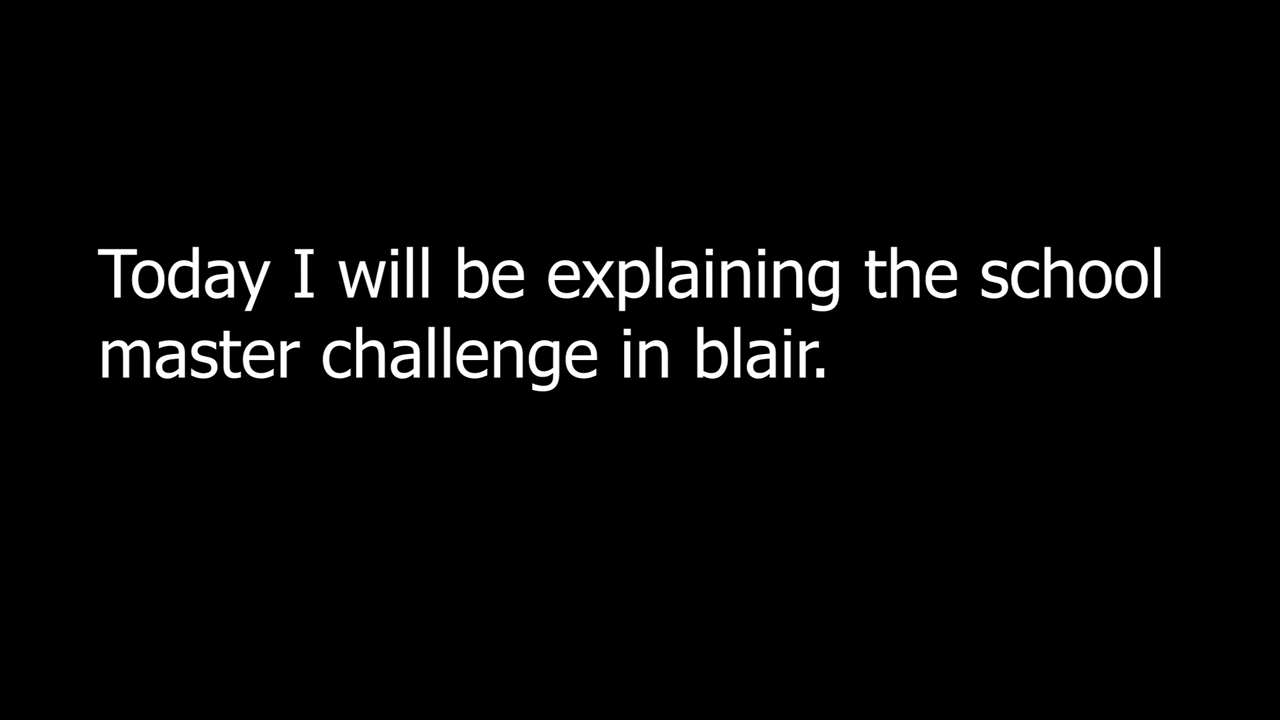 Today I will be explaining the school
master challenge in blair.